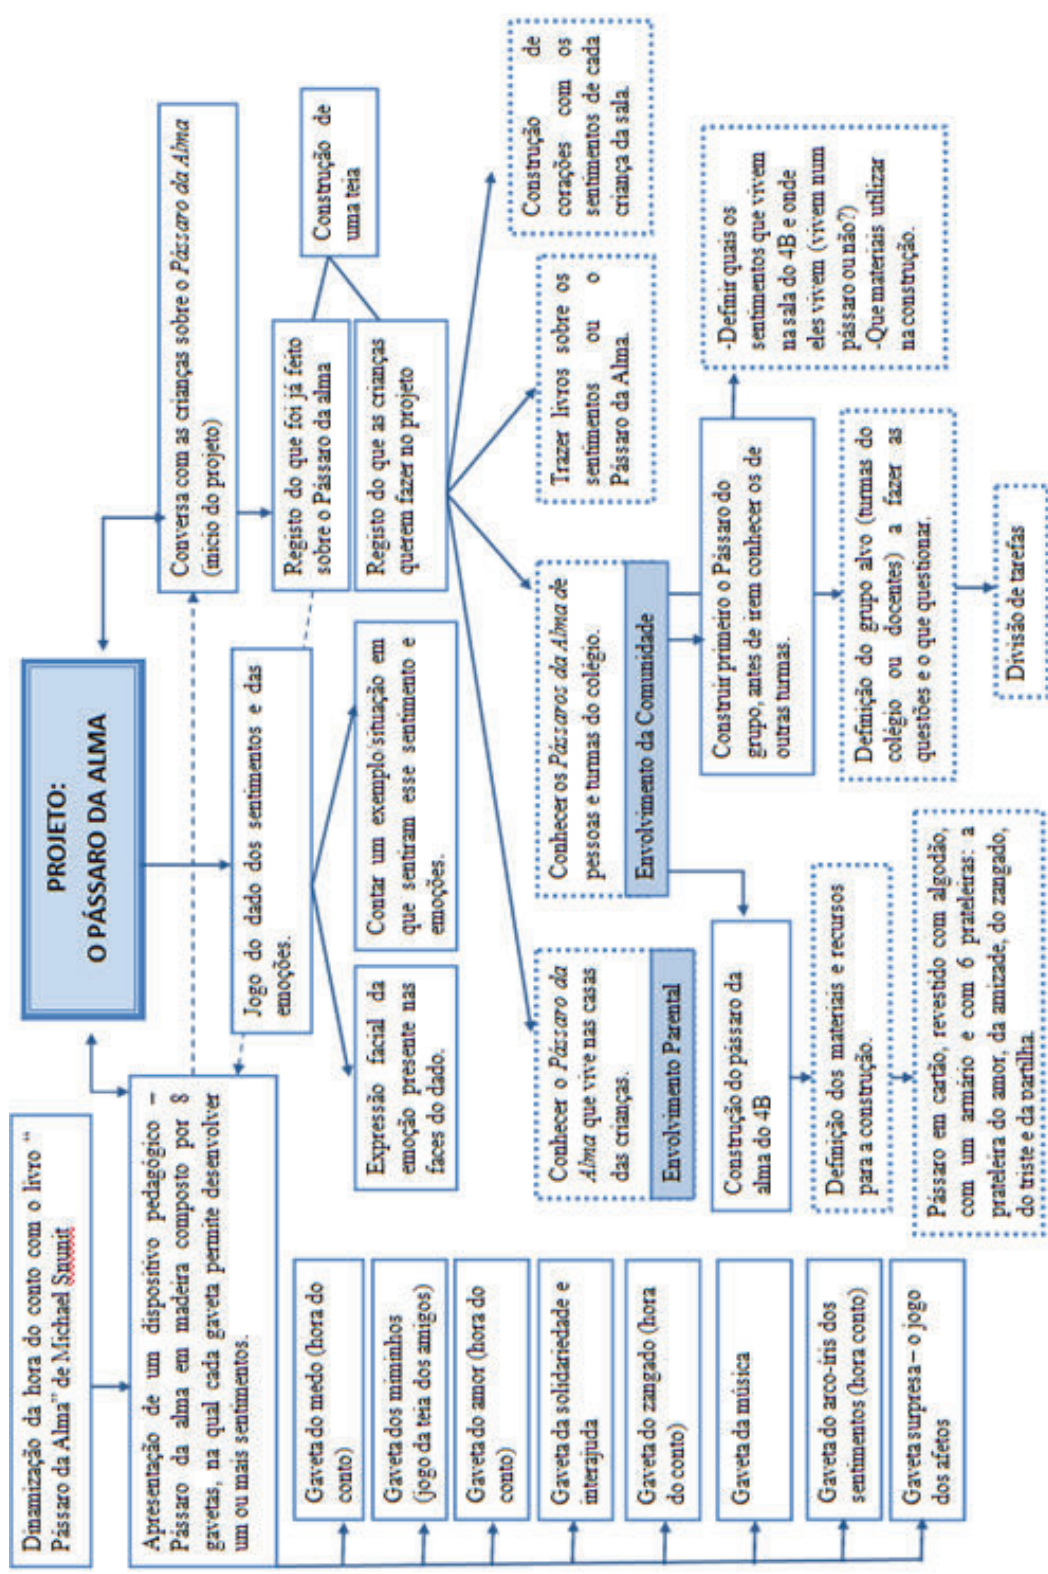 PROJETO:
O PÁSSARO DA ALMA
Dinamização da hora do conto com o livro “
Pássaro da Alma” de Michael Snunit
Apresentação de um dispositivo pedagógico –
Pássaro da alma em madeira composto por 8
gavetas, na qual cada gaveta permite desenvolver
um ou mais sentimentos.
Gaveta do medo (hora do
conto)
Gaveta dos miminhos
(jogo da teia dos amigos)
Gaveta do amor (hora do
conto)
Gaveta da solidariedade e
interajuda
Gaveta do zangado (hora
do conto)
Gaveta da música
Gaveta do arco-íris dos
sentimentos (hora conto)
Gaveta surpresa – o jogo
dos afetos
Jogo do dado dos sentimentos e das
emoções.
Expressão facial da
emoção presente nas
faces do dado.
Contar um exemplo/situação em
que sentiram esse sentimento e
emoções.
Conversa com as crianças sobre o Pássaro da Alma
(início do projeto)
Registo do que foi já feito
sobre o Pássaro da alma
Registo do que as crianças
querem fazer no projeto
Construção de
uma teia
Conhecer o Pássaro da
Alma que vive nas casas
das crianças.
Envolvimento Parental
Conhecer os Pássaros da Alma de
pessoas e turmas do colégio.
Envolvimento da Comunidade
Trazer livros sobre os
sentimentos ou o
Pássaro da Alma.
Construção de
corações com os
sentimentos de cada
criança da sala.
Construção do pássaro da
alma do 4B
Definição dos materiais e recursos
para a construção.
Pássaro em cartão, revestido com algodão,
com um armário e com 6 prateleiras: a
prateleira do amor, da amizade, do zangado,
do triste e da partilha.
Construir primeiro o Pássaro do
grupo, antes de irem conhecer os de
outras turmas.
-Definir quais os
sentimentos que vivem
na sala do 4B e onde
eles vivem (vivem num
pássaro ou não?)
-Que materiais utilizar
na construção.
Definição do grupo alvo (turmas do
colégio ou docentes) a fazer as
questões e o que questionar.
Divisão de tarefas